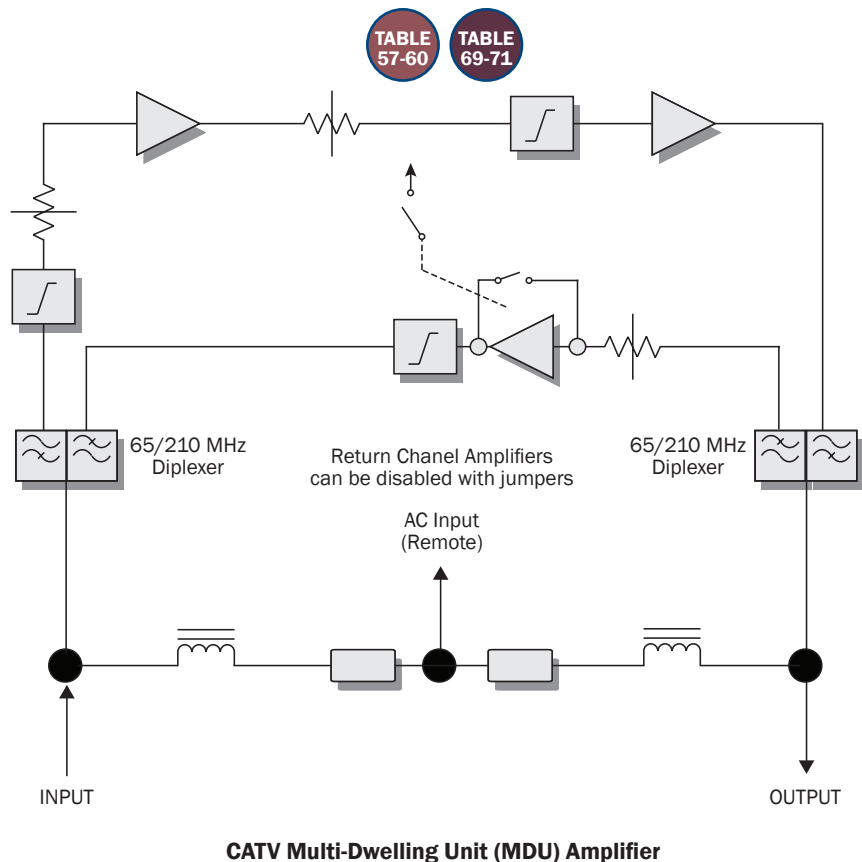 TABLE
57-60
TABLE
69-71
65/210 MHz
Diplexer
65/210 MHz
Diplexer
Return Chanel Amplifiers
can be disabled with jumpers
AC Input
(Remote)
INPUT
OUTPUT
CATV Multi-Dwelling Unit (MDU) Amplifier